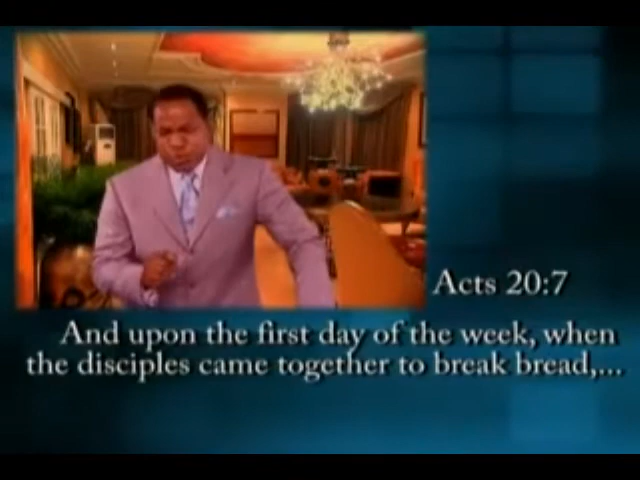 Acts 20:7
And upon the first day of the week, when
the disciples came together to break bread,...